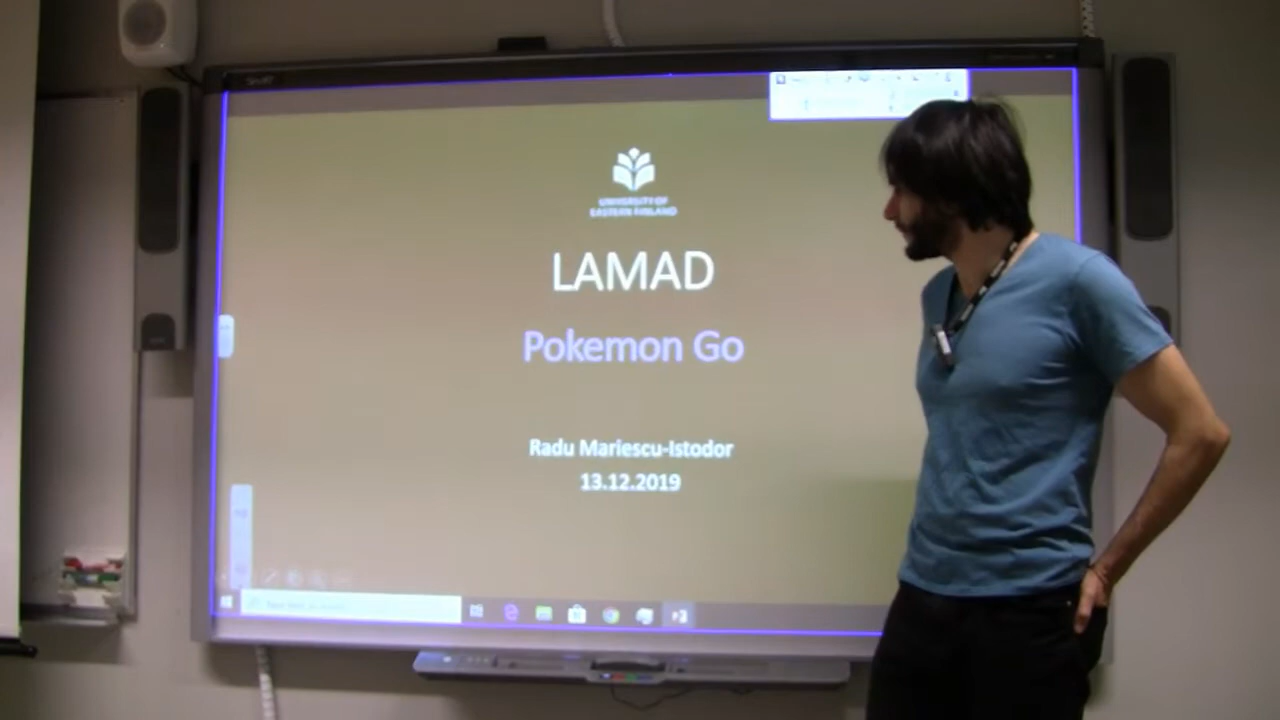 UNIVERSITY OF
EASTERN FINLAND
LAMAD
Pokemon Go
Radu Mariescu-Istodor
13.12.2019